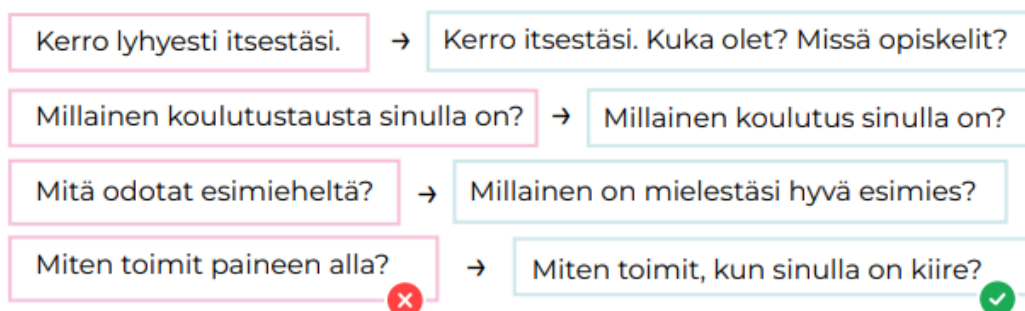 Kerro lyhyesti itsestäsi. → Kerro itsestäsi. Kuka olet? Missä opiskelit?
Millainen koulutustausta sinulla on? → Millainen koulutus sinulla on?
Mitä odotat esimieheltä? → Millainen on mielestäsi hyvä esimies?
Miten toimit paineen alla? → Miten toimit, kun sinulla on kiire?